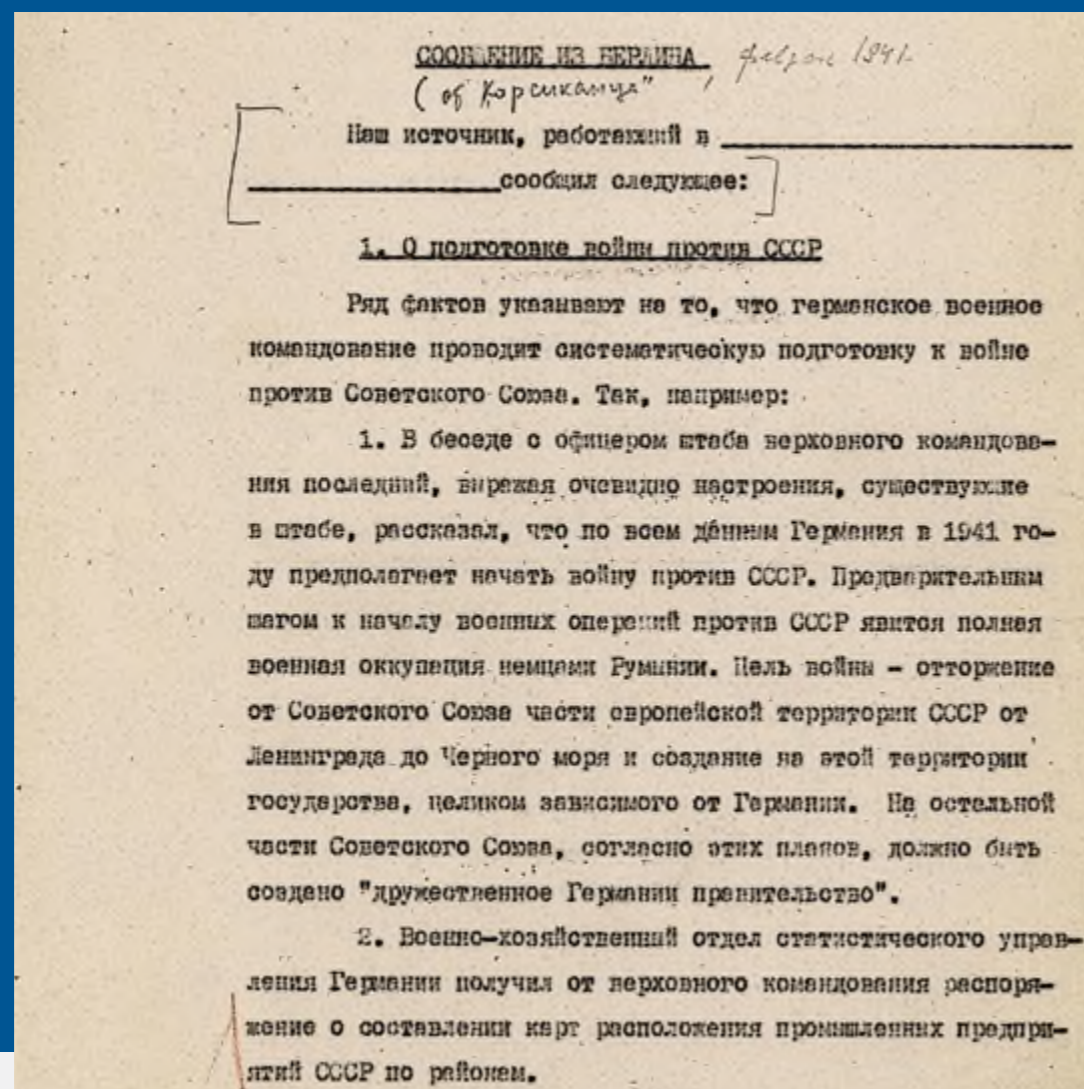 СООБЩЕНИЕ ИЗ БЕРЛИНА, 1941
(об Корсиканца"
Наш источник, работающий в
сообщил следующее:
1. О подготовке войны против СССР
Ряд фактов указывают на то, что германское военное
командование проводит систематическую подготовку к войне
против Советского Союза. Так, например:
1. В беседе с офицером штаба верховного командова-
ния последний, выражая очевидно настроения, существующие
в штабе, рассказал, что по всем данным Германия в 1941 го-
ду предполагает начать войну против СССР. Предварительным
шагом к началу военных операций против СССР явится полная
военная оккупация немцами Румынии. Цель войны – отторжение
от Советского Союза части европейской территории СССР от
Ленинграда до Черного моря и создание на этой территории
государства, целиком зависимого от Германии. На остальной
части Советского Союза, согласно этих планов, должно быть
создано "дружественное Германии правительство".
2. Военно-хозяйственный отдел статистического управ-
ления Германии получил от верховного командования распоря-
жение о составлении карт расположения промышленных предпри-
ятий СССР по районам.